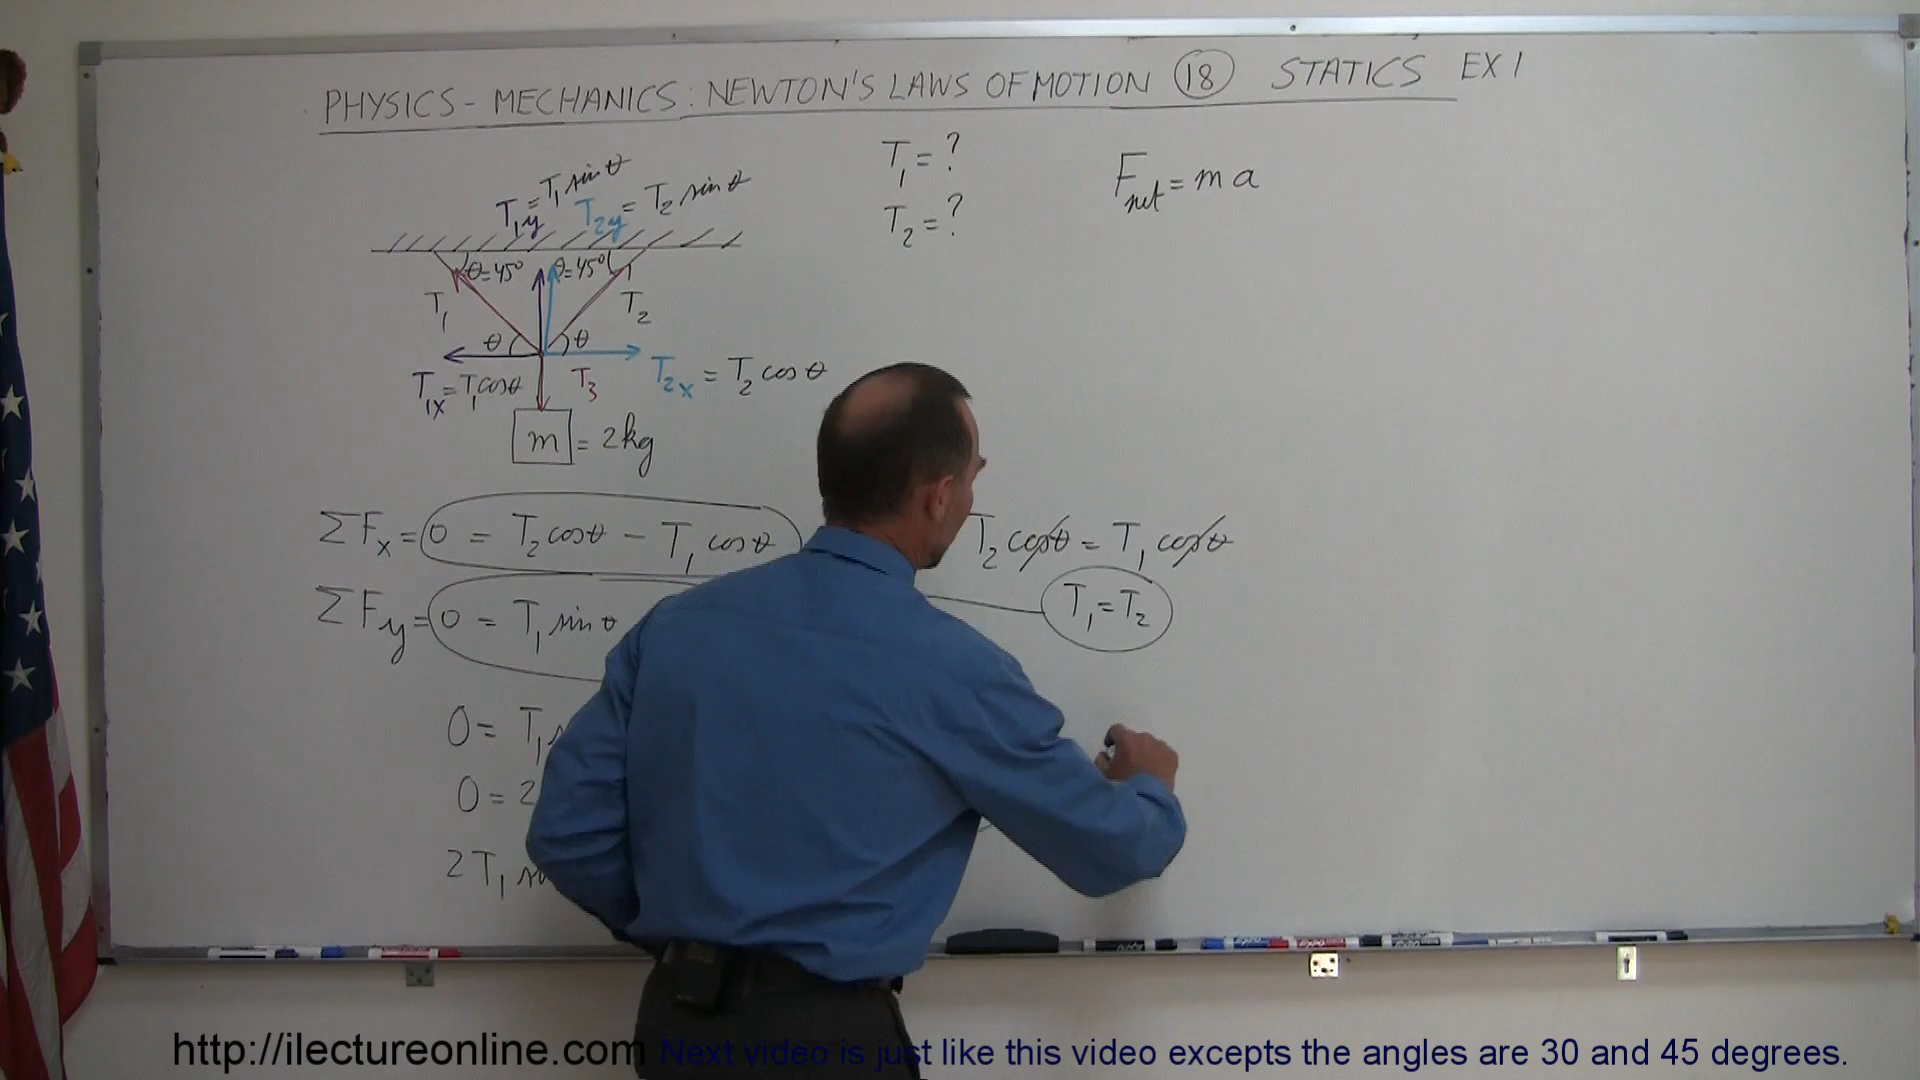 PHYSICS - MECHANICS: NEWTON'S LAWS OF MOTION 18 STATICS EX 1
T₁ = ?
T₂ = ?
F net = m a
T₁y = T₁ sin θ
T₂y = T₂ sin θ
θ=45° θ=45°
T₁ T₂
θ θ
T₁x = T₁ cos θ
T₃
T₂x = T₂ cos θ
m = 2kg
ΣFx = 0 = T₂ cos θ - T₁ cos θ
T₂ cos θ = T₁ cos θ
ΣFy = 0 = T₁ sin θ
T₁ = T₂
0 = T₁
0 = 2
2 T₁
http://ilectureonline.com Next video is just like this video excepts the angles are 30 and 45 degrees.